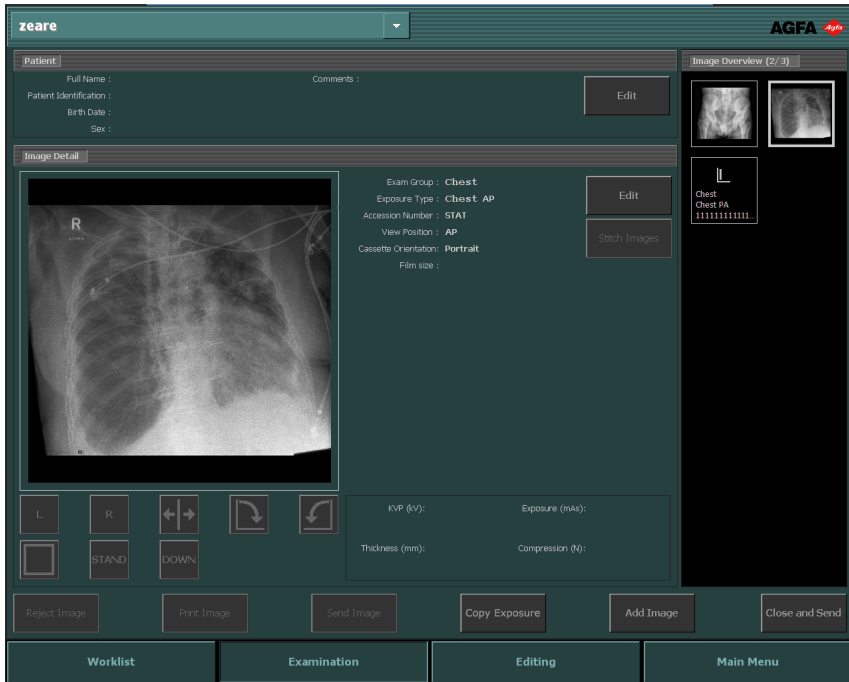 zeare
AGFA Agfa
Patient
Full Name :
Comments :
Patient Identification :
Birth Date :
Sex :
Edit
Image Overview (2/3)
L
Chest
Chest PA
111111111111...
Image Detail
R
Exam Group : Chest
Exposure Type : Chest AP
Accession Number : STAT
View Position : AP
Cassette Orientation: Portrait
Film size :
Edit
Stitch Images
L
R
STAND
DOWN
KVP (kV):
Exposure (mAs):
Thickness (mm):
Compression (N):
Reject Image
Print Image
Send Image
Copy Exposure
Add Image
Close and Send
Worklist
Examination
Editing
Main Menu